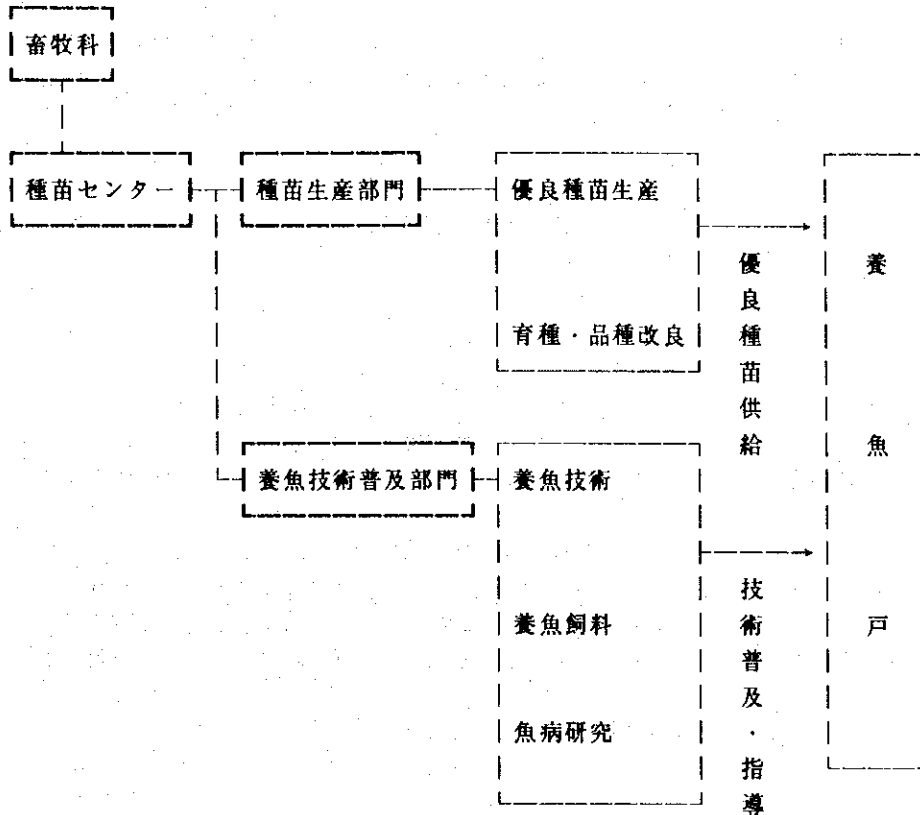 畜牧科
種苗センター
種苗生産部門
優良種苗生産
育種・品種改良
優良種苗供給
養魚技術普及部門
養魚技術
養魚飼料
魚病研究
技術普及・指導
養魚戸